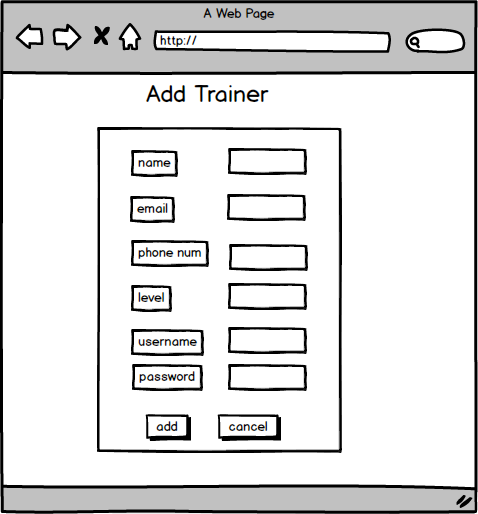 A Web Page
http://
Add Trainer
name
email
phone num
level
username
password
add cancel